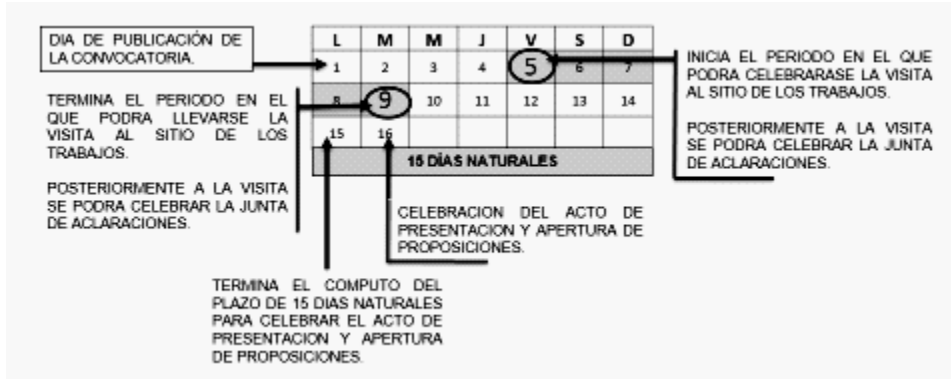 DIA DE PUBLICACIÓN DE
LA CONVOCATORIA.
L M M J V S D
1 2 3 4 5 6 7
8 9 10 11 12 13 14
15 16
15 DÍAS NATURALES
TERMINA EL PERIODO EN EL
QUE PODRA LLEVARSE LA
VISITA AL SITIO DE LOS
TRABAJOS.
POSTERIORMENTE A LA VISITA
SE PODRA CELEBRAR LA JUNTA
DE ACLARACIONES.
INICIA EL PERIODO EN EL QUE
PODRA CELEBRARASE LA VISITA
AL SITIO DE LOS TRABAJOS.
POSTERIORMENTE A LA VISITA
SE PODRA CELEBRAR LA JUNTA
DE ACLARACIONES.
CELEBRACION DEL ACTO DE
PRESENTACION Y APERTURA DE
PROPOSICIONES.
TERMINA EL COMPUTO DEL
PLAZO DE 15 DIAS NATURALES
PARA CELEBRAR EL ACTO DE
PRESENTACION Y APERTURA
DE PROPOSICIONES.